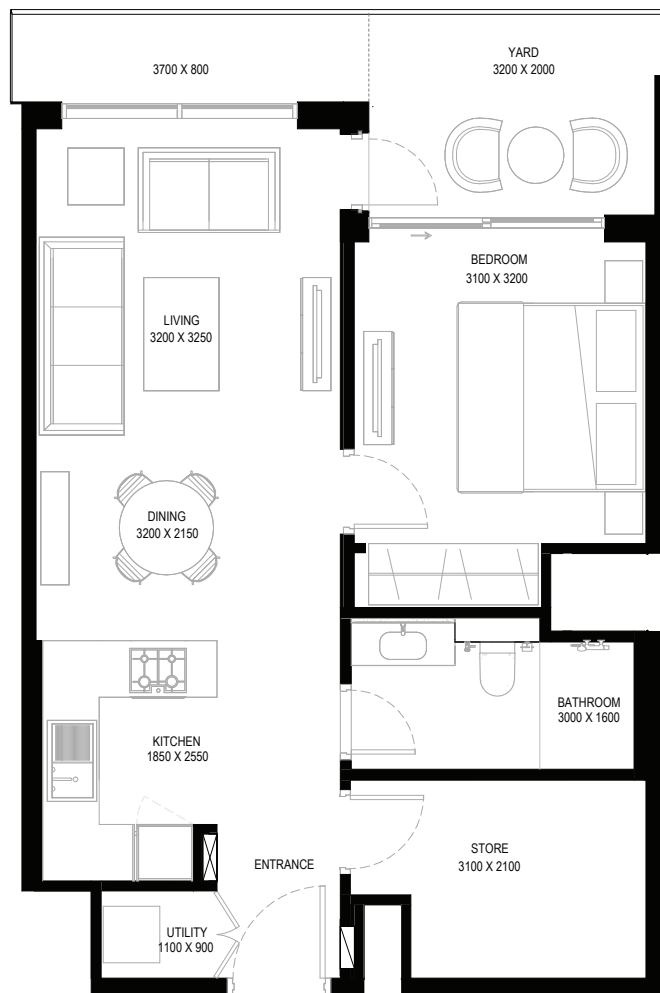 3700 X 800
YARD
3200 X 2000
BEDROOM
3100 X 3200
LIVING
3200 X 3250
DINING
3200 X 2150
BATHROOM
3000 X 1600
KITCHEN
1850 X 2550
STORE
3100 X 2100
ENTRANCE
UTILITY
1100 X 900